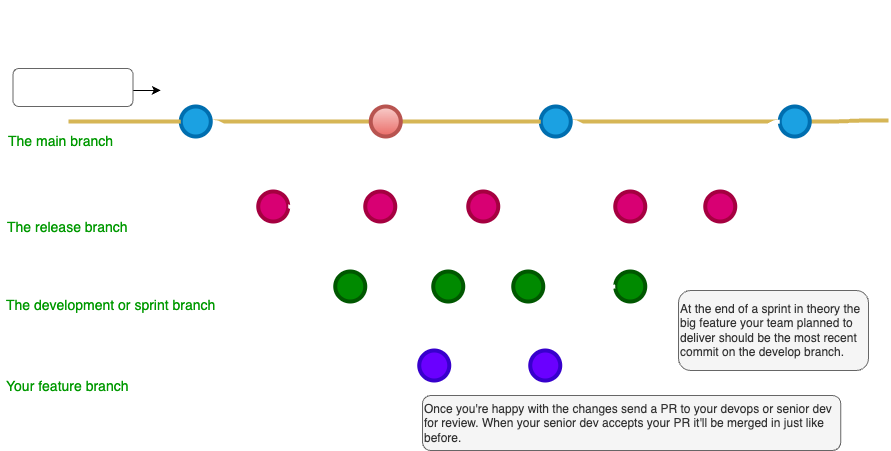 The main branch
The release branch
The development or sprint branch
At the end of a sprint in theory the
big feature your team planned to
deliver should be the most recent
commit on the develop branch.
Your feature branch
Once you're happy with the changes send a PR to your devops or senior dev
for review. When your senior dev accepts your PR it'll be merged in just like
before.